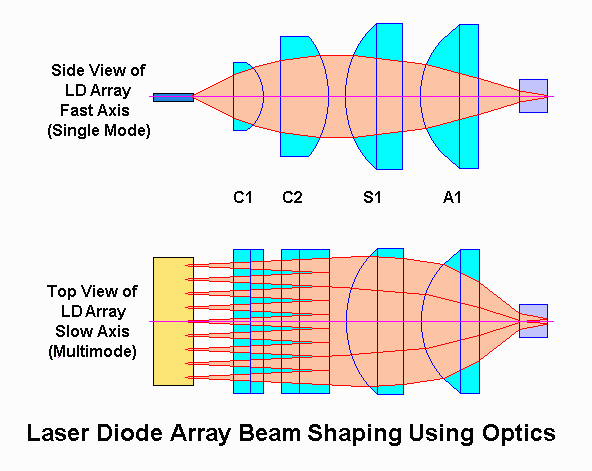 Side View of
LD Array
Fast Axis
(Single Mode)
C1 C2 S1 A1
Top View of
LD Array
Slow Axis
(Multimode)
Laser Diode Array Beam Shaping Using Optics